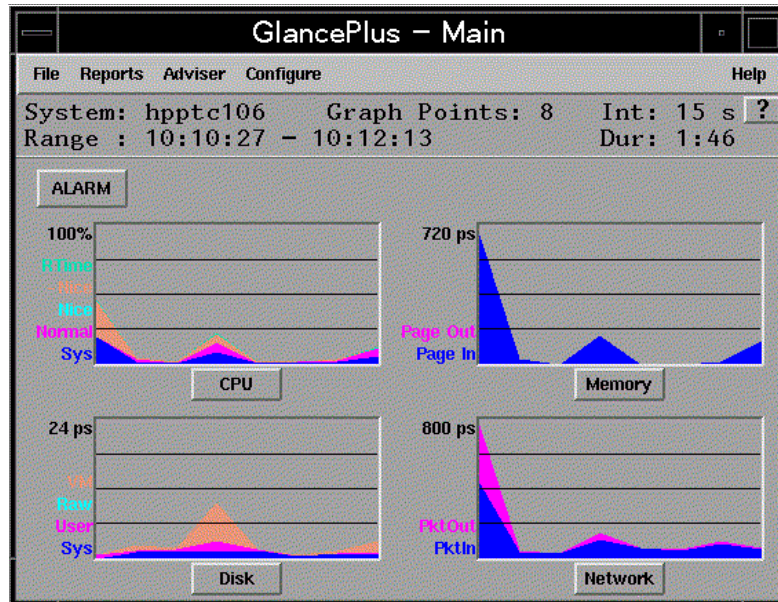 GlancePlus - Main
File Reports Adviser Configure Help
System: hpptc106 Graph Points: 8 Int: 15 s ?
Range : 10:10:27 - 10:12:13 Dur: 1:46
ALARM
100%
RTime
-Nice
Nice
Normal
Sys
CPU
720 ps
Page Out
Page In
Memory
24 ps
VM
Raw
User
Sys
Disk
800 ps
PktOut
PktIn
Network